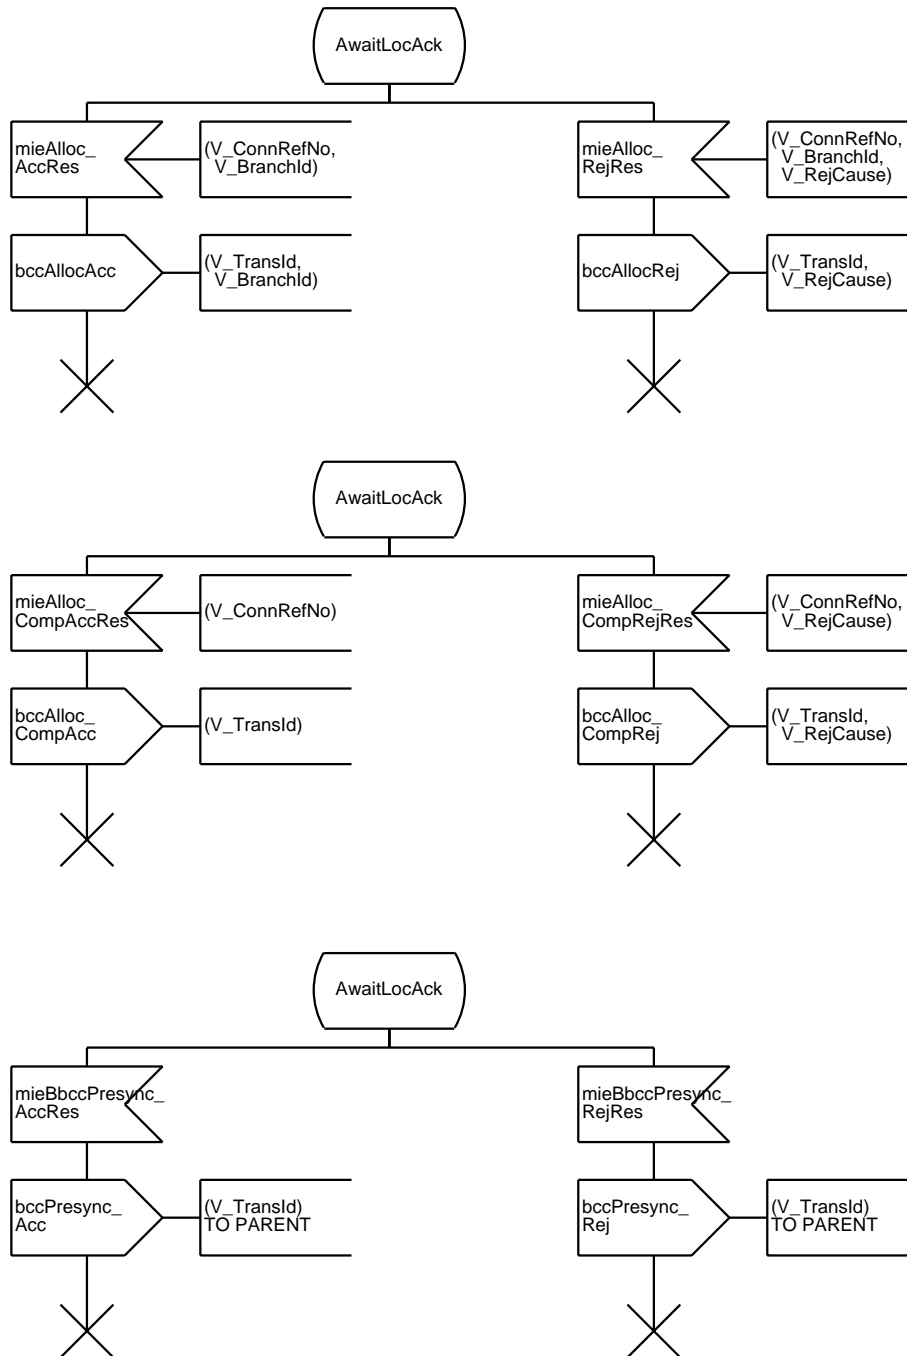 AwaitLocAck
mieAlloc_
AccRes
(V_ConnRefNo,
V_BranchId)
mieAlloc_
RejRes
(V_ConnRefNo,
V_BranchId,
V_RejCause)
bccAllocAcc
(V_TransId,
V_BranchId)
bccAllocRej
(V_TransId,
V_RejCause)
AwaitLocAck
mieAlloc_
CompAccRes
(V_ConnRefNo)
mieAlloc_
CompRejRes
(V_ConnRefNo,
V_RejCause)
bccAlloc_
CompAcc
(V_TransId)
bccAlloc_
CompRej
(V_TransId,
V_RejCause)
AwaitLocAck
mieBbccPresync_
AccRes
mieBbccPresync_
RejRes
bccPresync_
Acc
(V_TransId)
TO PARENT
bccPresync_
Rej
(V_TransId)
TO PARENT